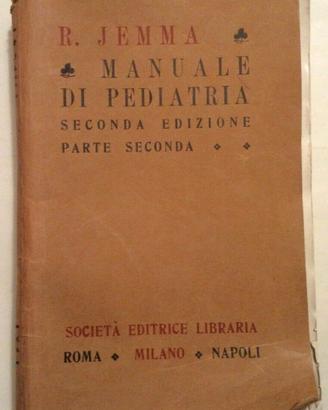 R. JEMMA
MANUALE
DI PEDIATRIA
SECONDA EDIZIONE
PARTE SECONDA
SOCIETÀ EDITRICE LIBRARIA
ROMA MILANO NAPOLI